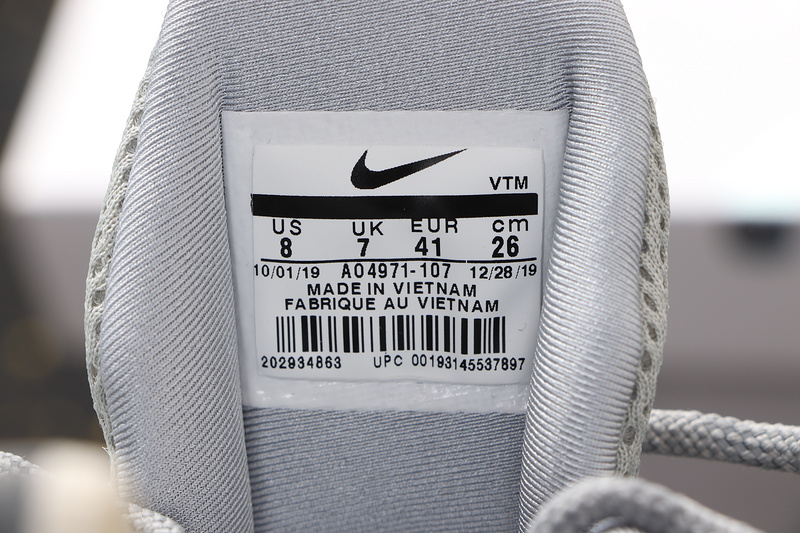 VTM
US UK EUR cm
8 7 41 26
10/01/19 AO4971-107 12/28/19
MADE IN VIETNAM
FABRIQUE AU VIETNAM
202934863 UPC 00193145537897